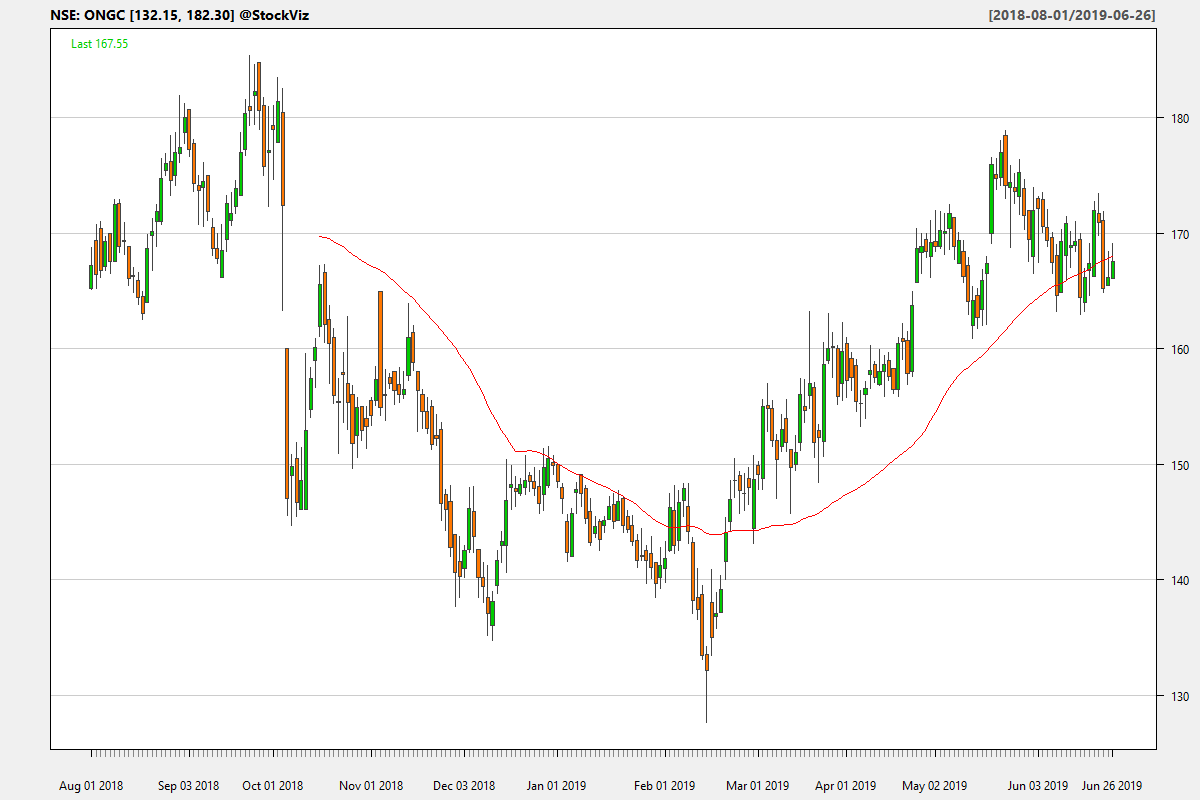 NSE: ONGC [132.15, 182.30] @StockViz [2018-08-01/2019-06-26]
Last 167.55
180
170
160
150
140
130
Aug 01 2018 Sep 03 2018 Oct 01 2018 Nov 01 2018 Dec 03 2018 Jan 01 2019 Feb 01 2019 Mar 01 2019 Apr 01 2019 May 02 2019 Jun 03 2019 Jun 26 2019